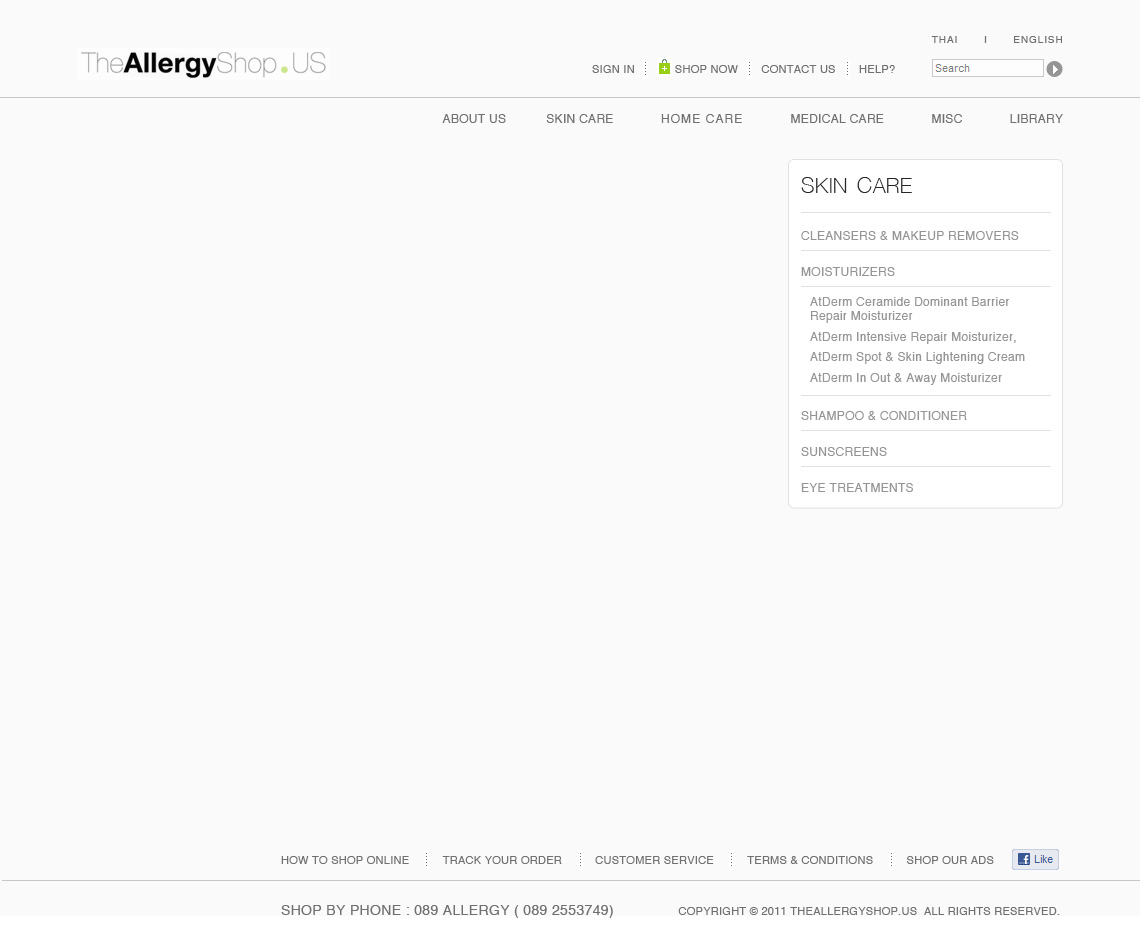 THAI I ENGLISH
TheAllergyShop.US
SIGN IN SHOP NOW CONTACT US HELP? Search
ABOUT US SKIN CARE HOME CARE MEDICAL CARE MISC LIBRARY
SKIN CARE
CLEANSERS & MAKEUP REMOVERS
MOISTURIZERS
AtDerm Ceramide Dominant Barrier
Repair Moisturizer
AtDerm Intensive Repair Moisturizer,
AtDerm Spot & Skin Lightening Cream
AtDerm In Out & Away Moisturizer
SHAMPOO & CONDITIONER
SUNSCREENS
EYE TREATMENTS
HOW TO SHOP ONLINE TRACK YOUR ORDER CUSTOMER SERVICE TERMS & CONDITIONS SHOP OUR ADS Like
SHOP BY PHONE : 089 ALLERGY ( 089 2553749) COPYRIGHT © 2011 THEALLERGYSHOP.US ALL RIGHTS RESERVED.